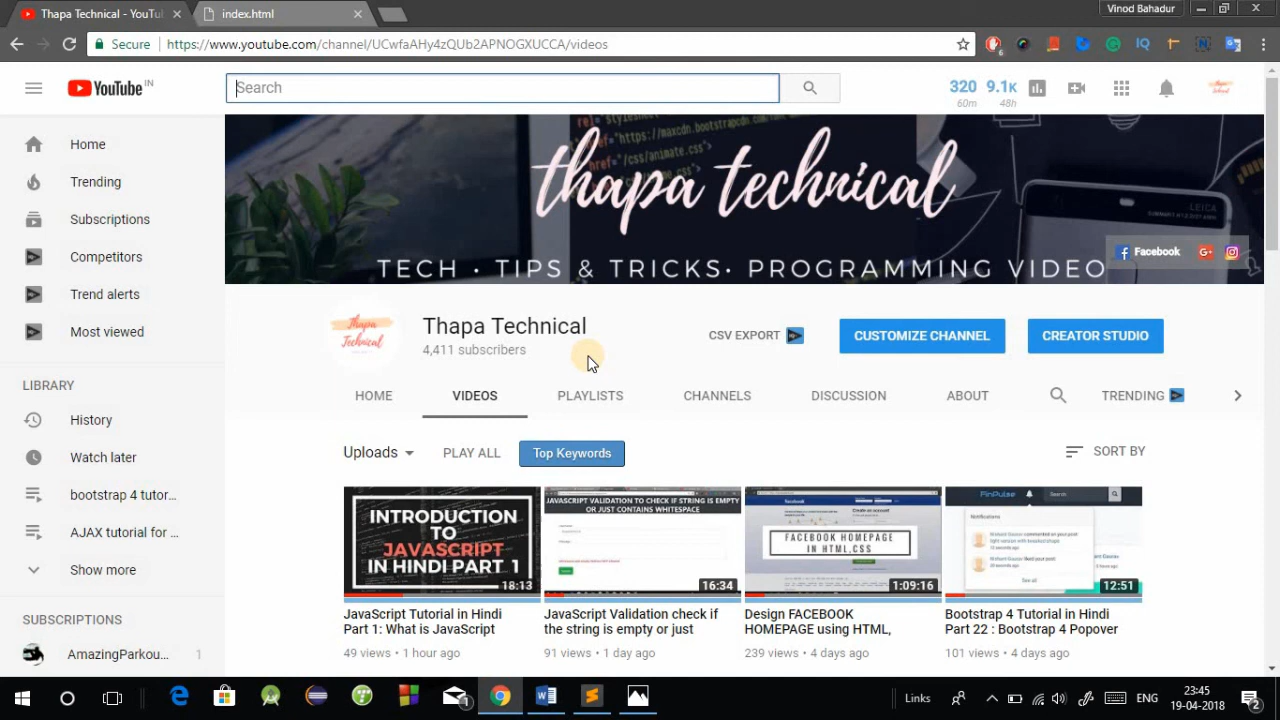 Thapa Technical - YouTu
index.html
Vinod Bahadur
Secure
https://www.youtube.com/channel/UCwfaAHy4zQUb2APNOGXUCCA/videos
YouTube IN
Search
320 9.1K
60m 48h
Home
Trending
Subscriptions
Competitors
Trend alerts
Most viewed
LIBRARY
History
Watch later
bootstrap 4 tutor...
AJAX tutorial for ...
Show more
SUBSCRIPTIONS
AmazingParkou... 1
thapa technical
TECH · TIPS & TRICKS· PROGRAMMING VIDEO
Facebook
Thapa Technical
Thapa Technical
4,411 subscribers
CSV EXPORT
CUSTOMIZE CHANNEL
CREATOR STUDIO
HOME VIDEOS PLAYLISTS CHANNELS DISCUSSION ABOUT TRENDING
Uploads PLAY ALL Top Keywords SORT BY
INTRODUCTION
TO
JAVASCRIPT
IN HINDI PART 1
18:13
JavaScript Tutorial in Hindi
Part 1: What is JavaScript
49 views • 1 hour ago
JAVASCRIPT VALIDATION TO CHECK IF STRING IS EMPTY
OR JUST CONTAINS WHITESPACE
16:34
JavaScript Validation check if
the string is empty or just
91 views • 1 day ago
FACEBOOK HOMEPAGE
IN HTML,CSS
1:09:16
Design FACEBOOK
HOMEPAGE using HTML,
239 views • 4 days ago
FinPulse
Search
Notifications
See all
12:51
Bootstrap 4 Tutorial in Hindi
Part 22 : Bootstrap 4 Popover
101 views • 4 days ago
Links
ENG
23:45
19-04-2018